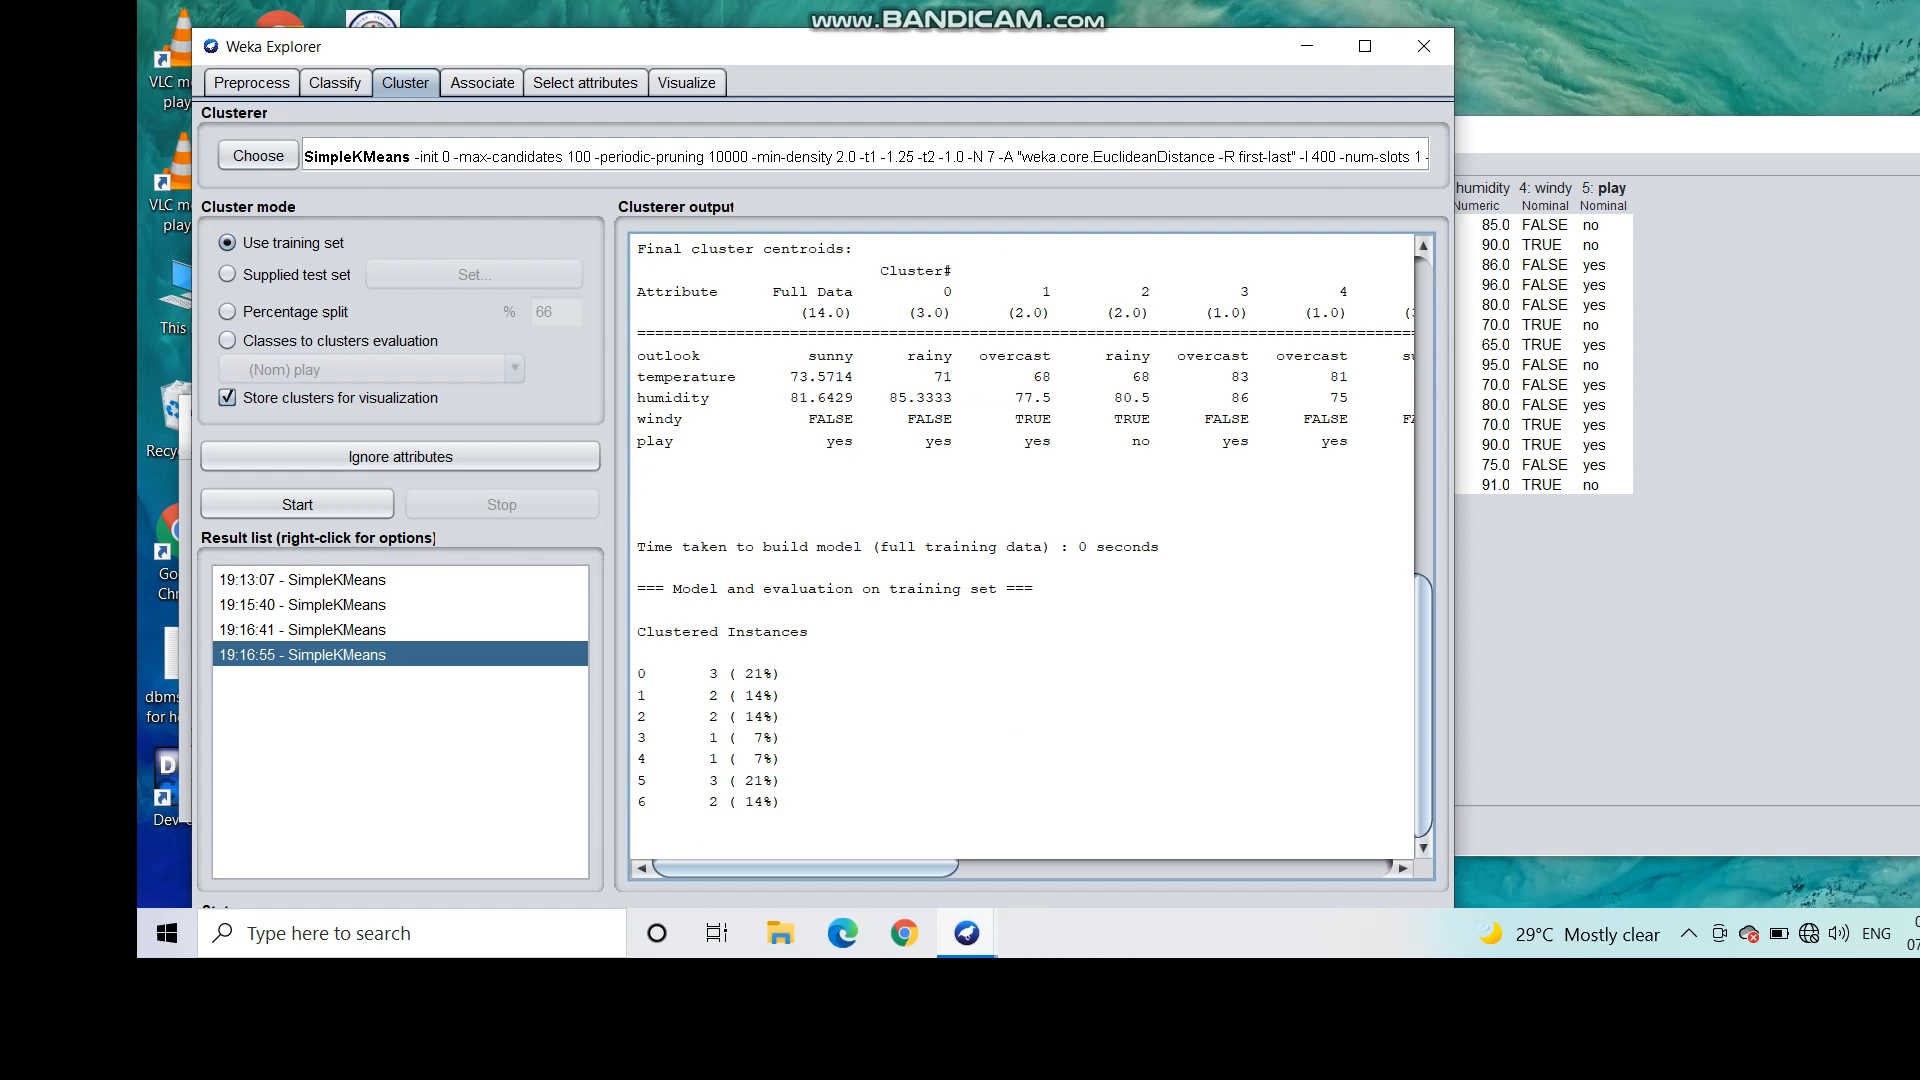 www.BANDICAM.com
Weka Explorer
Preprocess Classify Cluster Associate Select attributes Visualize
Clusterer
Choose SimpleKMeans -init 0 -max-candidates 100 -periodic-pruning 10000 -min-density 2.0 -t1 -1.25 -t2 -1.0 -N 7 -A "weka.core.EuclideanDistance -R first-last" -I 400 -num-slots 1 -
Cluster mode
Use training set
Supplied test set Set...
Percentage split % 66
Classes to clusters evaluation
(Nom) play
Store clusters for visualization
Ignore attributes
Start Stop
Result list (right-click for options)
19:13:07 - SimpleKMeans
19:15:40 - SimpleKMeans
19:16:41 - SimpleKMeans
19:16:55 - SimpleKMeans
Clusterer output
Final cluster centroids:
Cluster#
Attribute Full Data 0 1 2 3 4
(14.0) (3.0) (2.0) (2.0) (1.0) (1.0)
outlook sunny rainy overcast rainy overcast overcast
temperature 73.5714 71 68 68 83 81
humidity 81.6429 85.3333 77.5 80.5 86 75
windy FALSE FALSE TRUE TRUE FALSE FALSE
play yes yes yes no yes yes
Time taken to build model (full training data) : 0 seconds
=== Model and evaluation on training set ===
Clustered Instances
0 3 ( 21%)
1 2 ( 14%)
2 2 ( 14%)
3 1 ( 7%)
4 1 ( 7%)
5 3 ( 21%)
6 2 ( 14%)
humidity 4: windy 5: play
Numeric Nominal Nominal
85.0 FALSE no
90.0 TRUE no
86.0 FALSE yes
96.0 FALSE yes
80.0 FALSE yes
70.0 TRUE no
65.0 TRUE yes
95.0 FALSE no
70.0 FALSE yes
80.0 FALSE yes
70.0 TRUE yes
90.0 TRUE yes
75.0 FALSE yes
91.0 TRUE no
VLC m
play
VLC m
play
This
Recy
Go
Chr
dbms
for h
Dev-
Type here to search
29°C Mostly clear
ENG
07